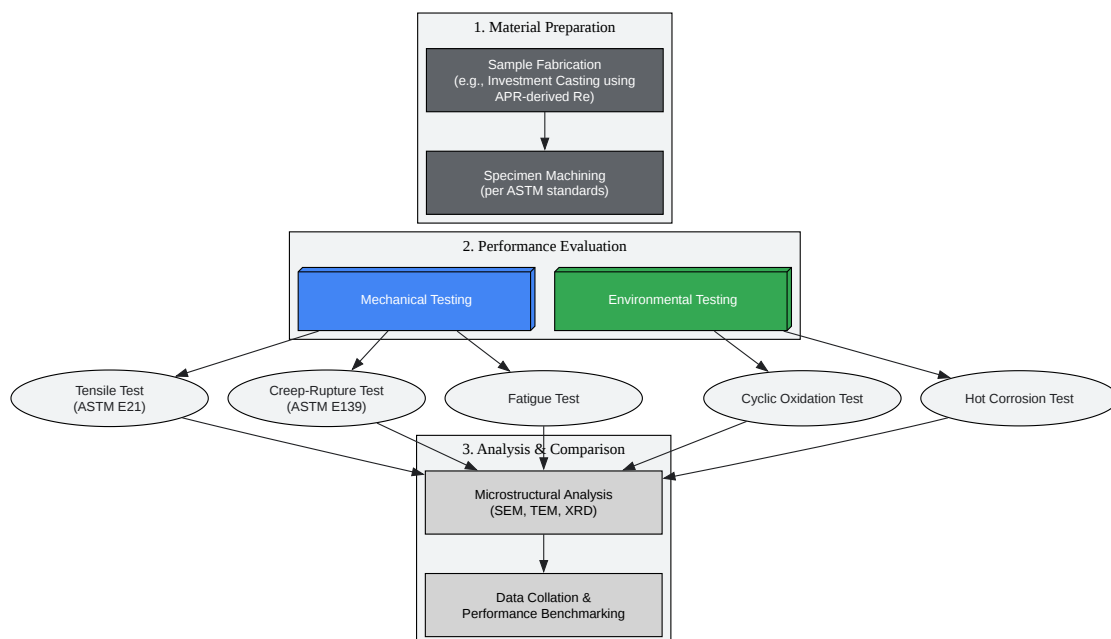 1. Material Preparation
Sample Fabrication
(e.g., Investment Casting using
APR-derived Re)
Specimen Machining
(per ASTM standards)
2. Performance Evaluation
Mechanical Testing
Environmental Testing
Tensile Test
(ASTM E21)
Creep-Rupture Test
(ASTM E139)
Fatigue Test
Cyclic Oxidation Test
Hot Corrosion Test
3. Analysis & Comparison
Microstructural Analysis
(SEM, TEM, XRD)
Data Collation &
Performance Benchmarking